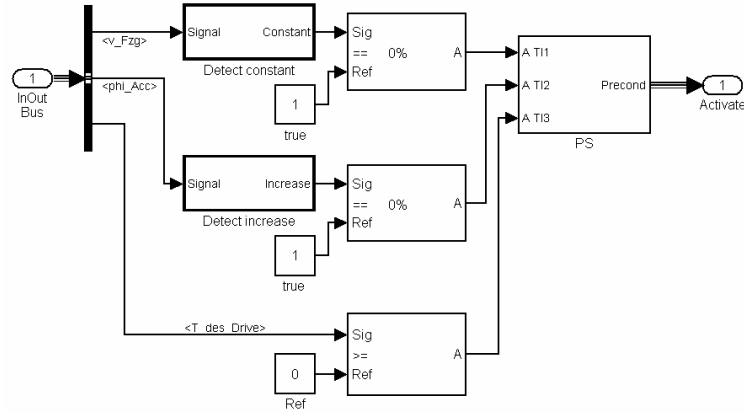 <v_Fzg>
Signal
Constant
Detect constant
Sig
==
0%
Ref
A
1
true
1
InOut
Bus
<phi_Acc>
A TI1
A TI2
A TI3
Precond
PS
1
Activate
Signal
Increase
Detect increase
Sig
==
0%
Ref
A
1
true
<T_des_Drive>
Sig
>=
Ref
A
0
Ref